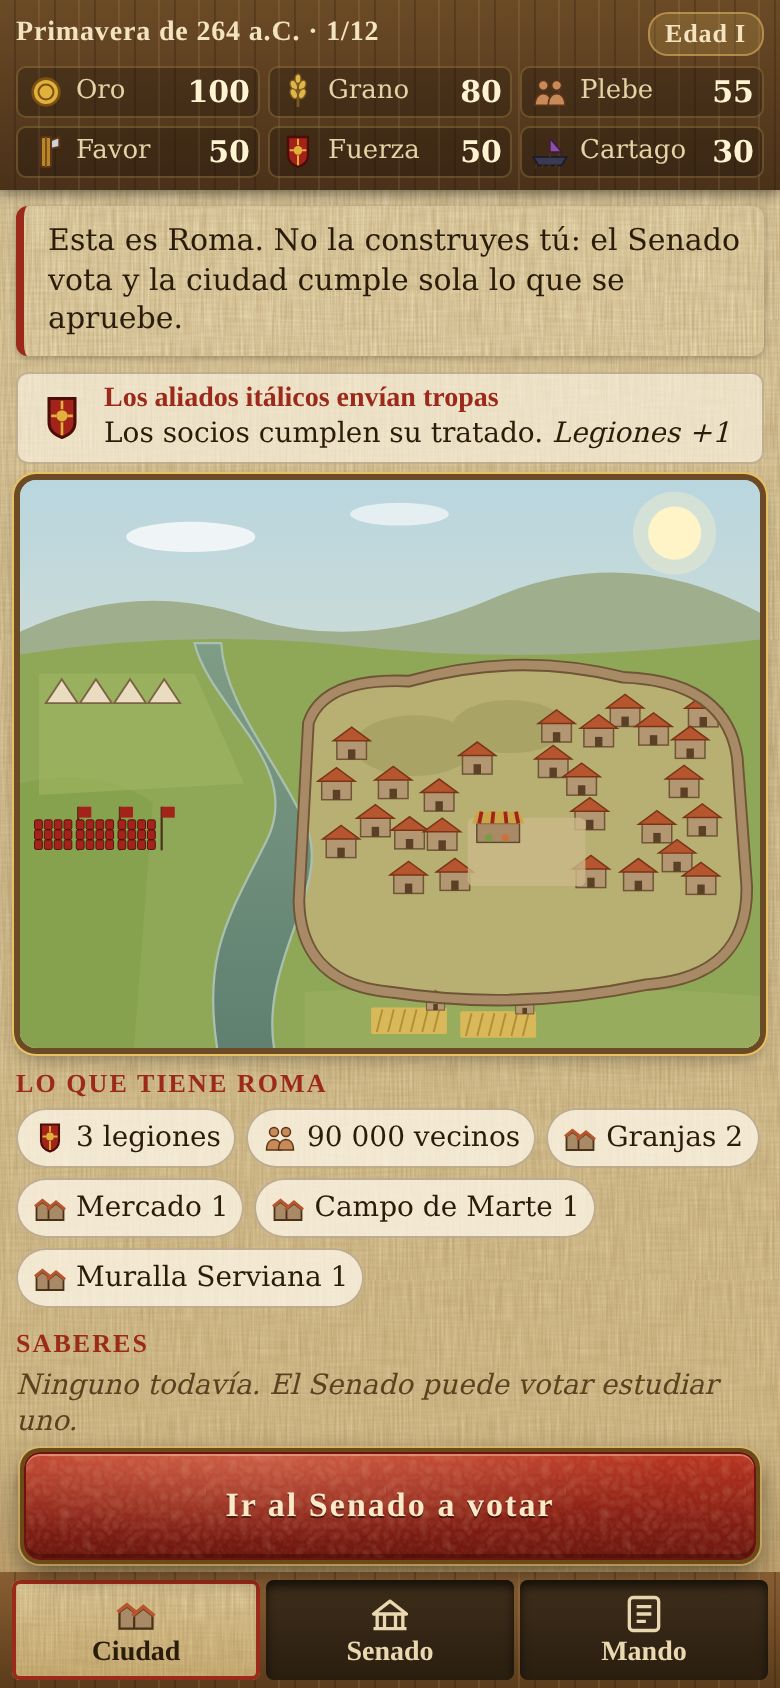 Primavera de 264 a.C. · 1/12
Edad I
Oro 100
Grano 80
Plebe 55
Favor 50
Fuerza 50
Cartago 30
Esta es Roma. No la construyes tú: el Senado
vota y la ciudad cumple sola lo que se
apruebe.
Los aliados itálicos envían tropas
Los socios cumplen su tratado. Legiones +1
LO QUE TIENE ROMA
3 legiones
90 000 vecinos
Granjas 2
Mercado 1
Campo de Marte 1
Muralla Serviana 1
SABERES
Ninguno todavía. El Senado puede votar estudiar
uno.
Ir al Senado a votar
Ciudad
Senado
Mando